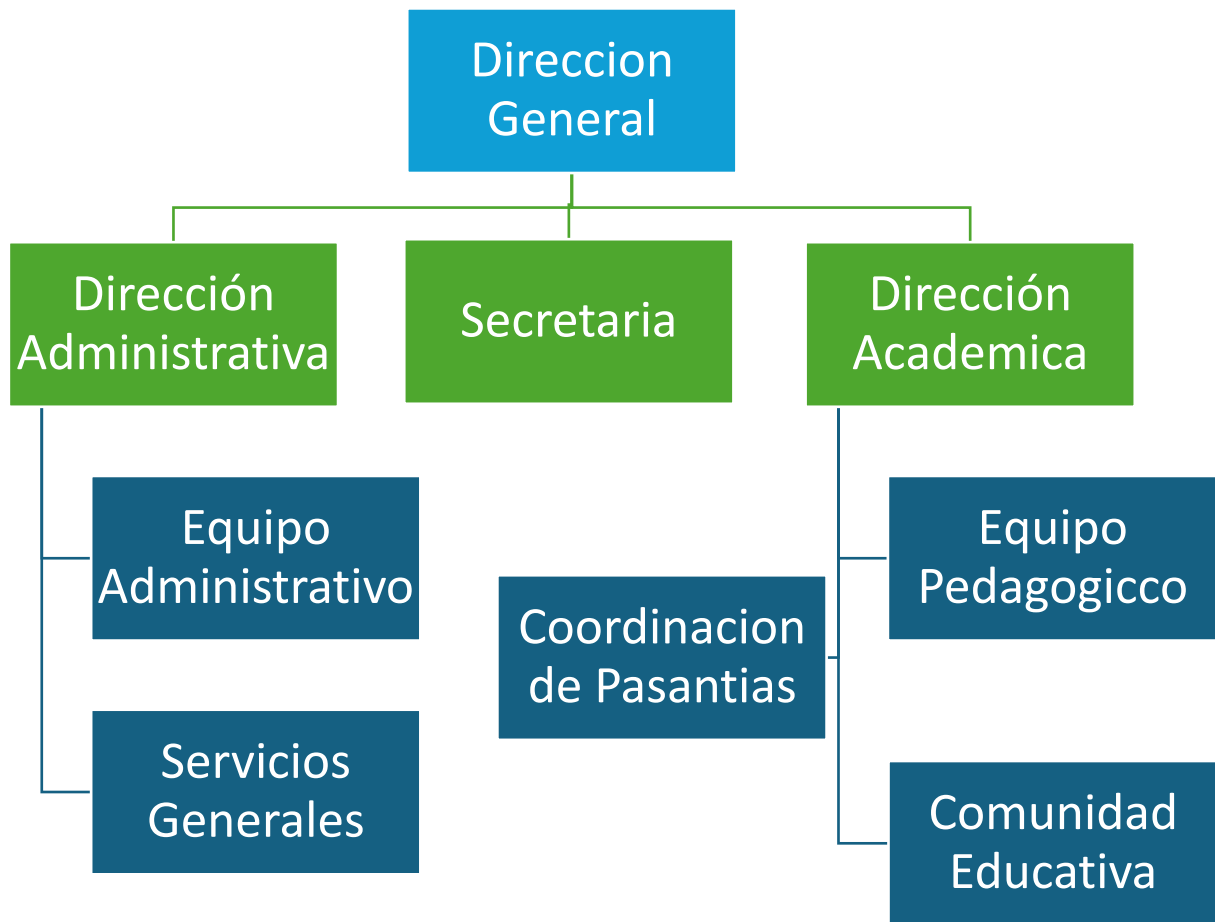 Direccion
General
Dirección
Administrativa
Secretaria
Dirección
Academica
Equipo
Administrativo
Servicios
Generales
Coordinacion
de Pasantias
Equipo
Pedagogicco
Comunidad
Educativa